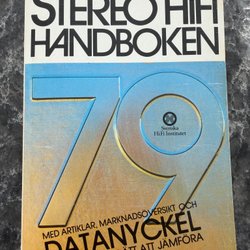 STEREO HIFI
HANDBOKEN
79
Svenska
HiFi Institutet
MED ARTIKLAR, MARKNADSÖVERSIKT OCH
DATANYCKEL
ATT JÄMFÖRA